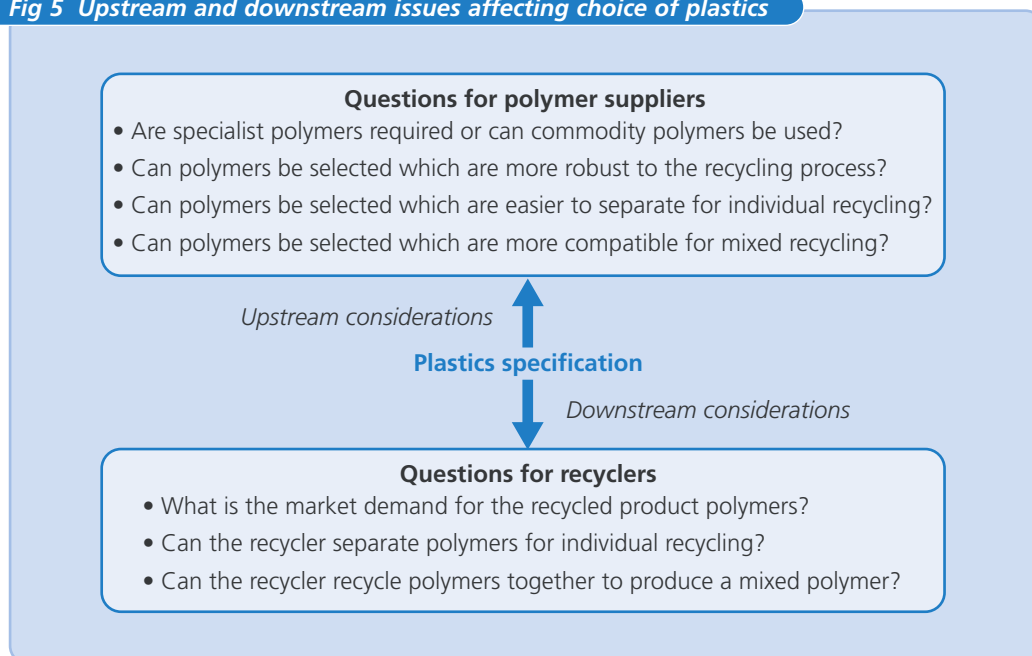 Fig 5 Upstream and downstream issues affecting choice of plastics
Questions for polymer suppliers
• Are specialist polymers required or can commodity polymers be used?
• Can polymers be selected which are more robust to the recycling process?
• Can polymers be selected which are easier to separate for individual recycling?
• Can polymers be selected which are more compatible for mixed recycling?
Upstream considerations
Plastics specification
Downstream considerations
Questions for recyclers
• What is the market demand for the recycled product polymers?
• Can the recycler separate polymers for individual recycling?
• Can the recycler recycle polymers together to produce a mixed polymer?